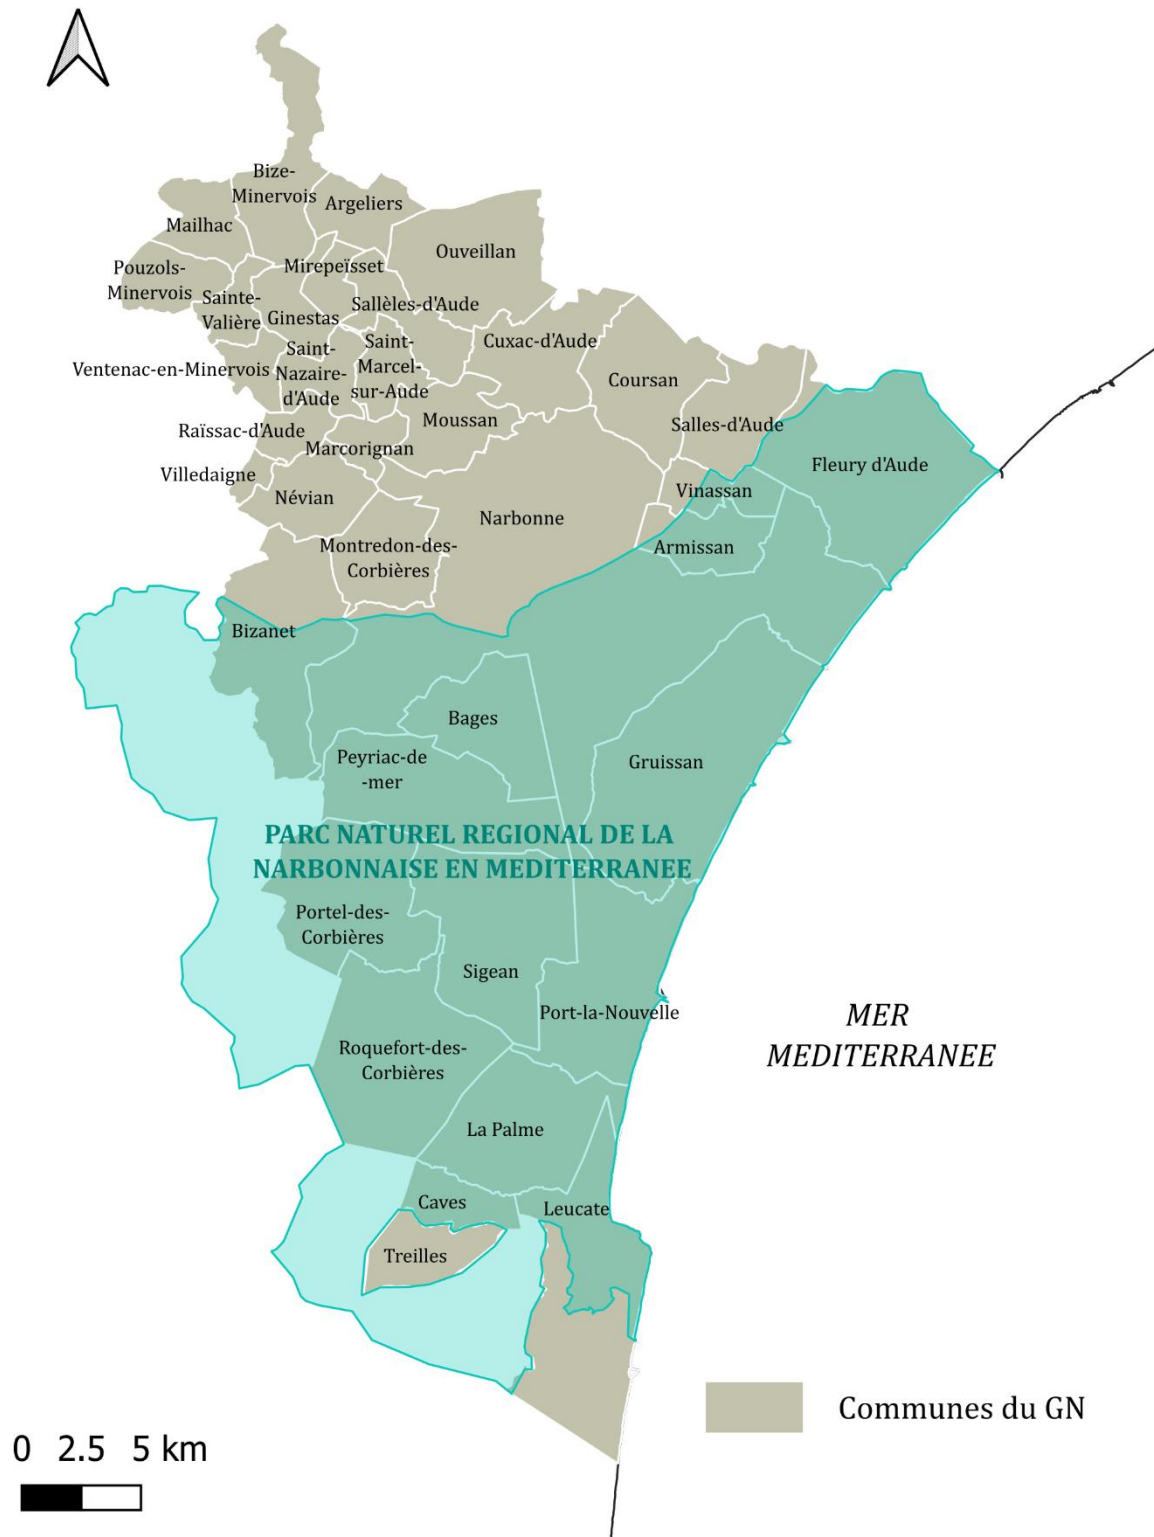 Bize-
Minervois
Argeliers
Mailhac
Ouveillan
Mirepeïsset
Pouzols-
Minervois
Sainte-
Valière
Sallèles-d'Aude
Ginestas
Cuxac-d'Aude
Saint-
Marcel-
sur-Aude
Saint-
Nazaire-
d'Aude
Ventenac-en-Minervois
Coursan
Moussan
Salles-d'Aude
Raïssac-d'Aude
Marcorignan
Fleury d'Aude
Villedaigne
Névian
Vinassan
Narbonne
Montredon-des-
Corbières
Armissan
Bizanet
Bages
Peyriac-de
-mer
Gruissan
PARC NATUREL REGIONAL DE LA
NARBONNAISE EN MEDITERRANEE
Portel-des-
Corbières
Sigean
Port-la-Nouvelle
MER
MEDITERRANEE
Roquefort-des-
Corbières
La Palme
Caves
Leucate
Treilles
Communes du GN
0 2.5 5 km